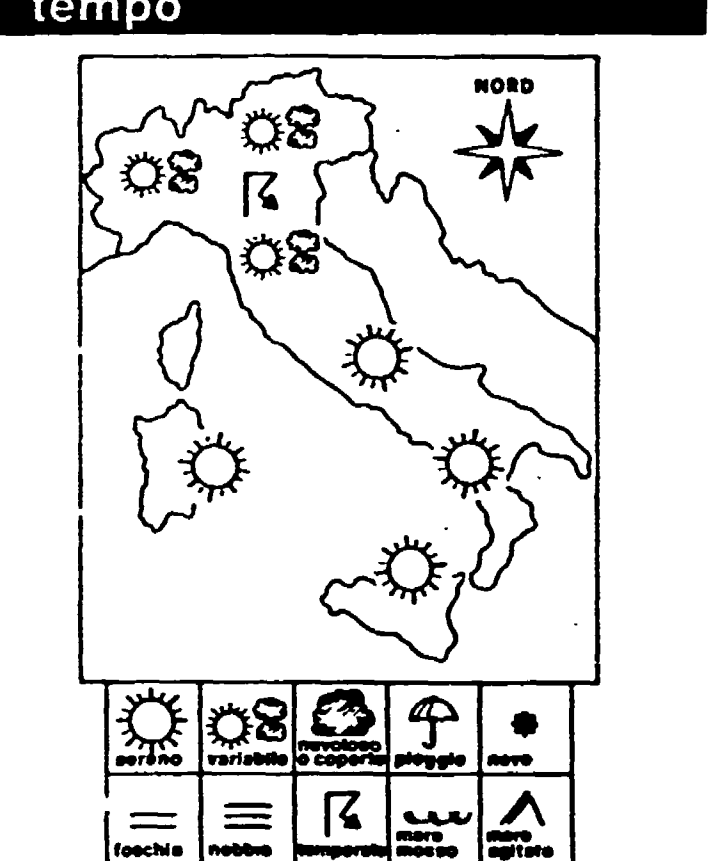 tempo
NORD
sereno
variabile
nuvoloso
o coperto
pioggia
neve
foschia
nebbia
temporale
mare
mosso
mare
agitato